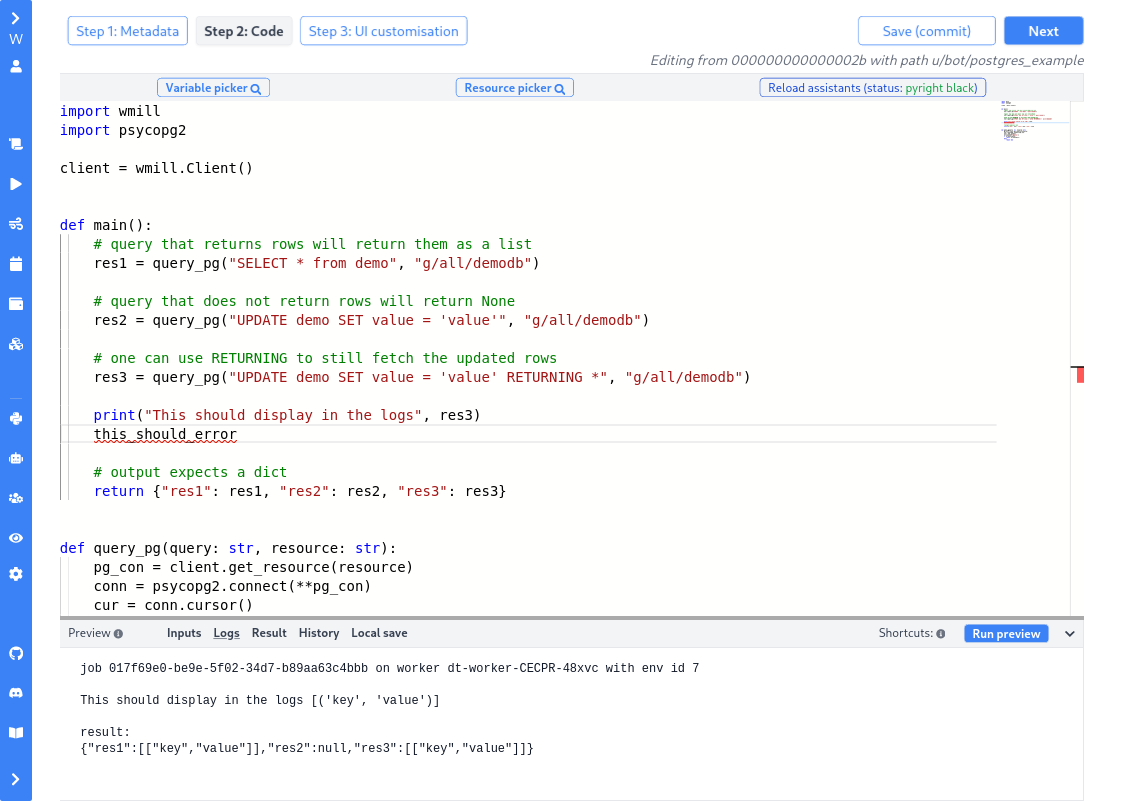 W
Step 1: Metadata
Step 2: Code
Step 3: UI customisation
Save (commit)
Next
Editing from 000000000000002b with path u/bot/postgres_example
Variable picker
Resource picker
Reload assistants (status: pyright black)
import wmill
import psycopg2
client = wmill.Client()
def main():
# query that returns rows will return them as a list
res1 = query_pg("SELECT * from demo", "g/all/demodb")
# query that does not return rows will return None
res2 = query_pg("UPDATE demo SET value = 'value'", "g/all/demodb")
# one can use RETURNING to still fetch the updated rows
res3 = query_pg("UPDATE demo SET value = 'value' RETURNING *", "g/all/demodb")
print("This should display in the logs", res3)
this_should_error
# output expects a dict
return {"res1": res1, "res2": res2, "res3": res3}
def query_pg(query: str, resource: str):
pg_con = client.get_resource(resource)
conn = psycopg2.connect(**pg_con)
cur = conn.cursor()
Preview
Inputs
Logs
Result
History
Local save
Shortcuts:
Run preview
job 017f69e0-be9e-5f02-34d7-b89aa63c4bbb on worker dt-worker-CECPR-48xvc with env id 7
This should display in the logs [('key', 'value')]
result:
{"res1":[["key","value"]],"res2":null,"res3":[["key","value"]]}